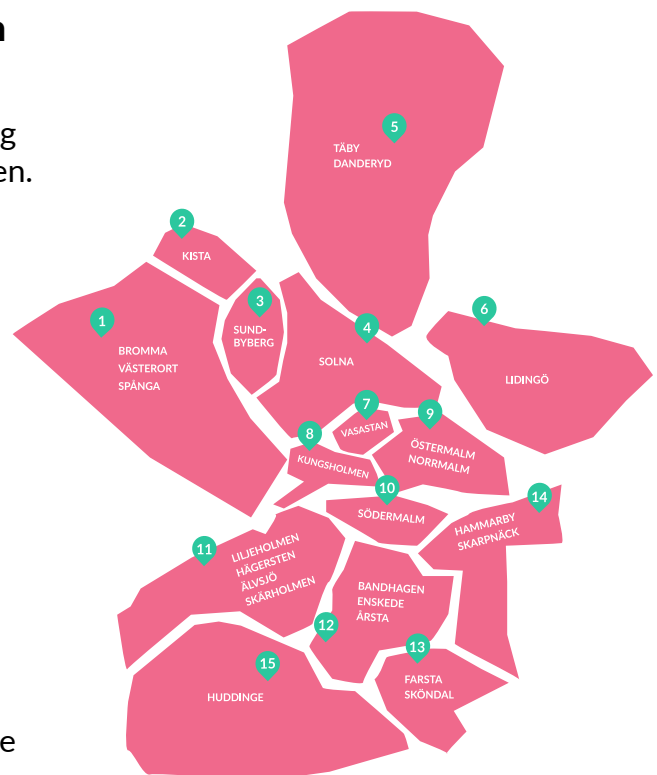 n
g
en.
5
TÄBY
DANDERYD
2
KISTA
3
SUND-
BYBERG
1
BROMMA
VÄSTERORT
SPÅNGA
4
SOLNA
6
LIDINGÖ
7
VASASTAN
8
KUNGSHOLMEN
9
ÖSTERMALM
NORRMALM
10
SÖDERMALM
14
HAMMARBY
SKARPNÄCK
11
LILJEHOLMEN
HÄGERSTEN
ÄLVSJÖ
SKÄRHOLMEN
12
BANDHAGEN
ENSKEDE
ÅRSTA
13
FARSTA
SKÖNDAL
15
HUDDINGE
e